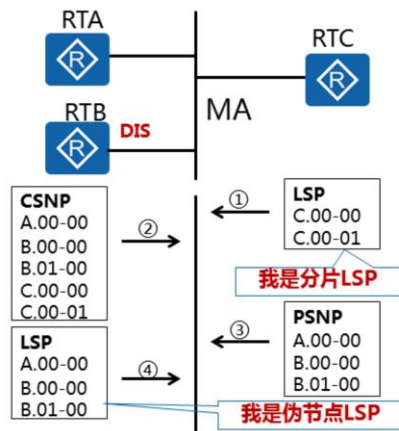 RTA
RTC
RTB
DIS
MA
CSNP
A.00-00
B.00-00
B.01-00
C.00-00
C.00-01
②
①
LSP
C.00-00
C.00-01
我是分片LSP
LSP
A.00-00
B.00-00
B.01-00
④
③
PSNP
A.00-00
B.00-00
B.01-00
我是伪节点LSP
R
R
R